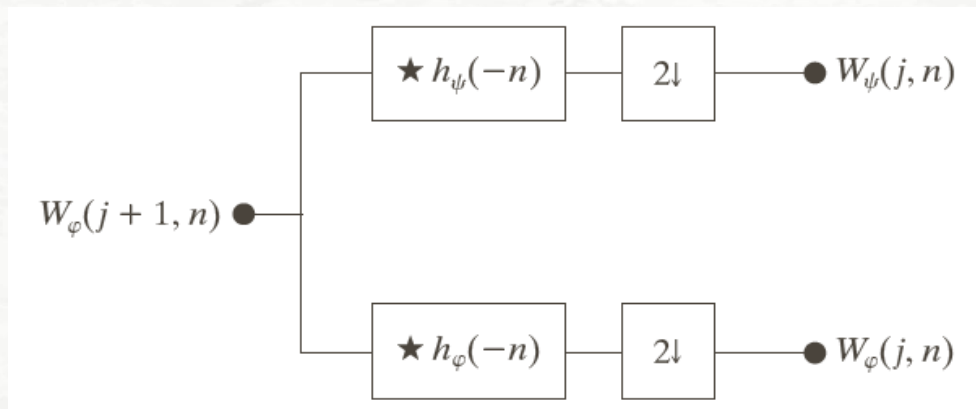 ★ h_ψ(−n)
2↓
W_ψ(j, n)
W_φ(j + 1, n)
★ h_φ(−n)
2↓
W_φ(j, n)